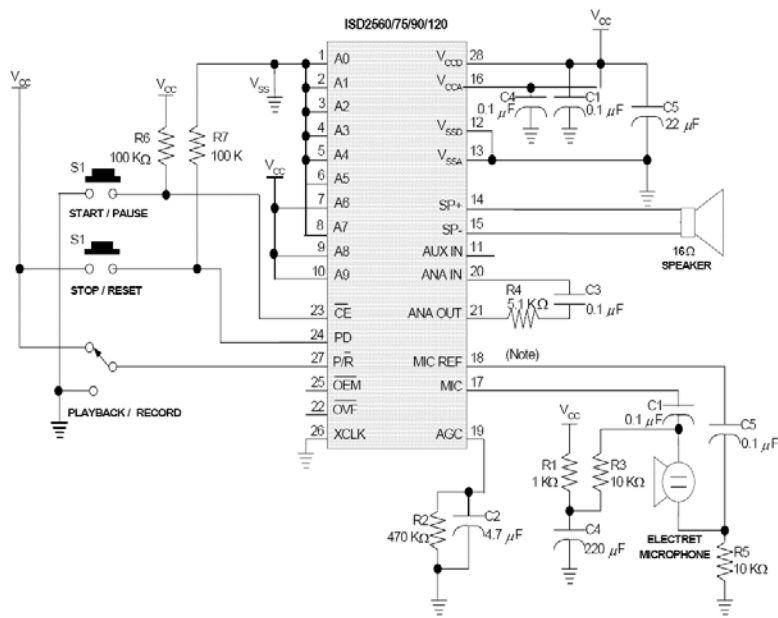 ISD2560/75/90/120
VCC
VCC
VSS
VCC
R6
100 KΩ
R7
100 K
S1
START / PAUSE
S1
STOP / RESET
PLAYBACK / RECORD
VCC
1 A0
2 A1
3 A2
4 A3
5 A4
6 A5
7 A6
8 A7
9 A8
10 A9
23 CE
24 PD
27 P/R
25 OEM
22 OVF
26 XCLK
VCCD 28
VCCA 16
VSSD 12
VSSA 13
SP+ 14
SP- 15
AUX IN 11
ANA IN 20
ANA OUT 21
MIC REF 18 (Note)
MIC 17
AGC 19
C4
0.1 µF
C1
0.1 µF
C5
22 µF
16Ω
SPEAKER
R4
5.1 KΩ
C3
0.1 µF
C1
0.1 µF
C5
0.1 µF
VCC
R1
1 KΩ
R3
10 KΩ
C4
220 µF
ELECTRET
MICROPHONE
R5
10 KΩ
R2
470 KΩ
C2
4.7 µF